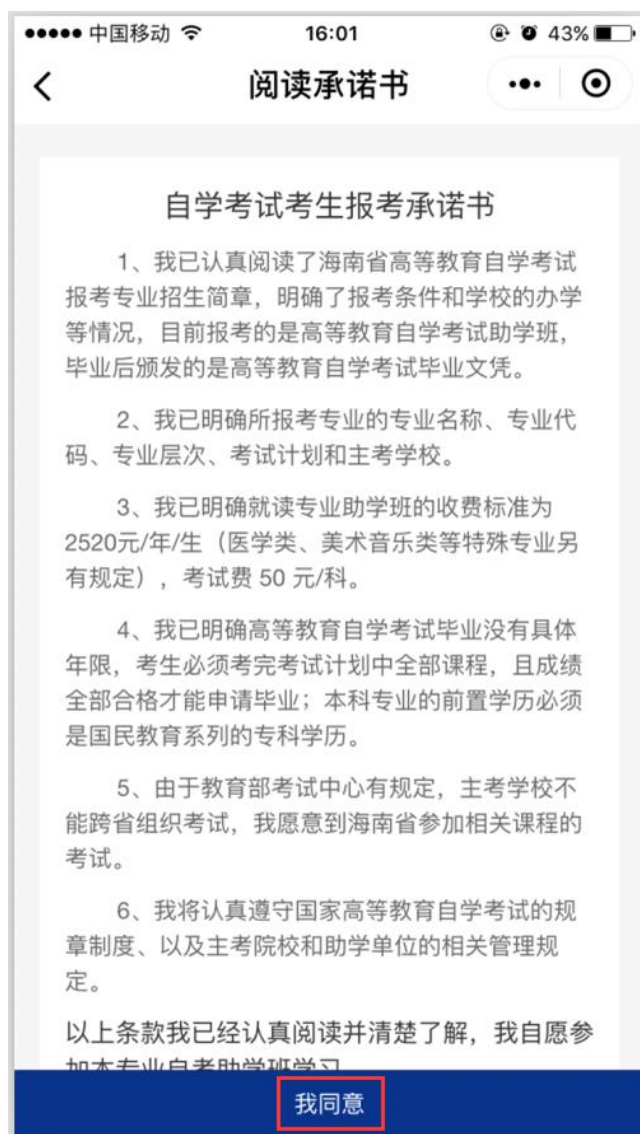 中国移动 16:01 43%
阅读承诺书
自学考试考生报考承诺书
1、我已认真阅读了海南省高等教育自学考试
报考专业招生简章，明确了报考条件和学校的办学
等情况，目前报考的是高等教育自学考试助学班，
毕业后颁发的是高等教育自学考试毕业文凭。
2、我已明确所报考专业的专业名称、专业代
码、专业层次、考试计划和主考学校。
3、我已明确就读专业助学班的收费标准为
2520元/年/生（医学类、美术音乐类等特殊专业另
有规定），考试费 50 元/科。
4、我已明确高等教育自学考试毕业没有具体
年限，考生必须考完考试计划中全部课程，且成绩
全部合格才能申请毕业；本科专业的前置学历必须
是国民教育系列的专科学历。
5、由于教育部考试中心有规定，主考学校不
能跨省组织考试，我愿意到海南省参加相关课程的
考试。
6、我将认真遵守国家高等教育自学考试的规
章制度、以及主考院校和助学单位的相关管理规
定。
以上条款我已经认真阅读并清楚了解，我自愿参
加本专业自考助学班学习
我同意